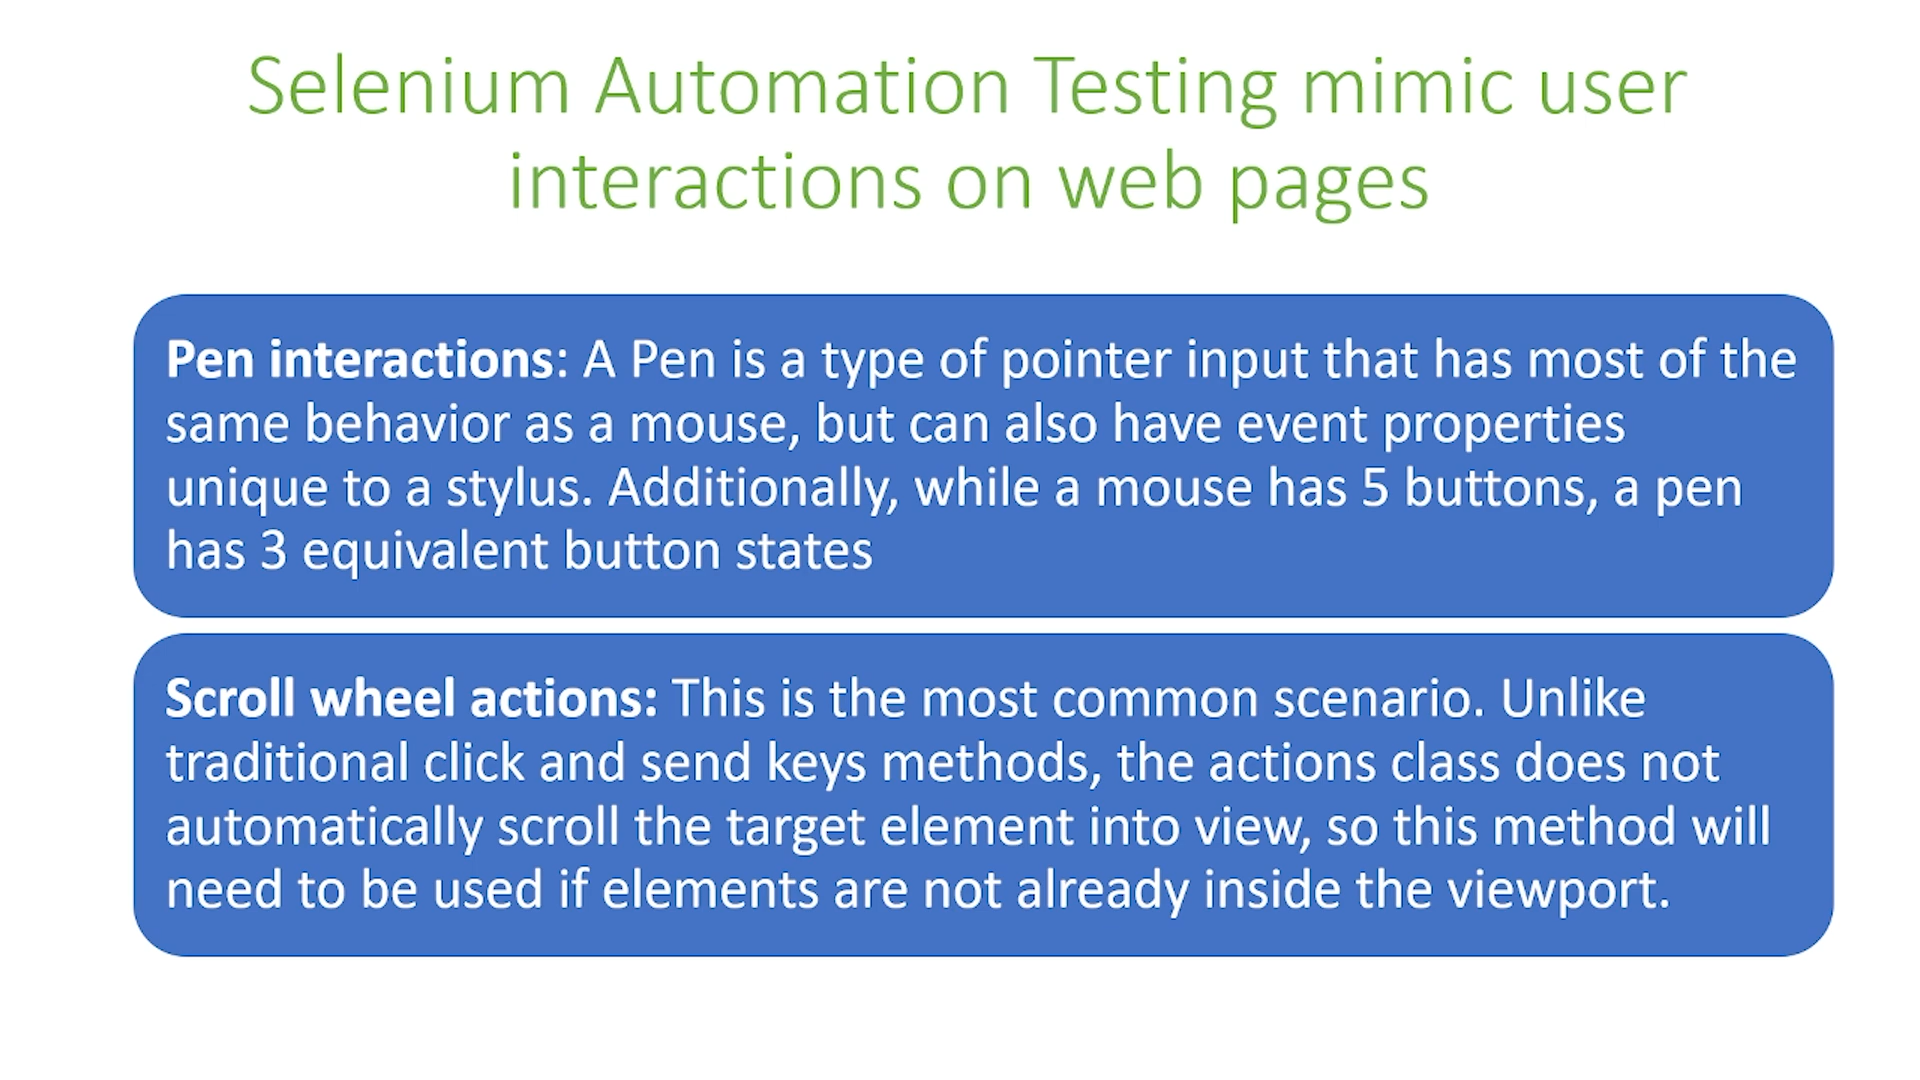 Selenium Automation Testing mimic user
interactions on web pages
Pen interactions: A Pen is a type of pointer input that has most of the
same behavior as a mouse, but can also have event properties
unique to a stylus. Additionally, while a mouse has 5 buttons, a pen
has 3 equivalent button states
Scroll wheel actions: This is the most common scenario. Unlike
traditional click and send keys methods, the actions class does not
automatically scroll the target element into view, so this method will
need to be used if elements are not already inside the viewport.